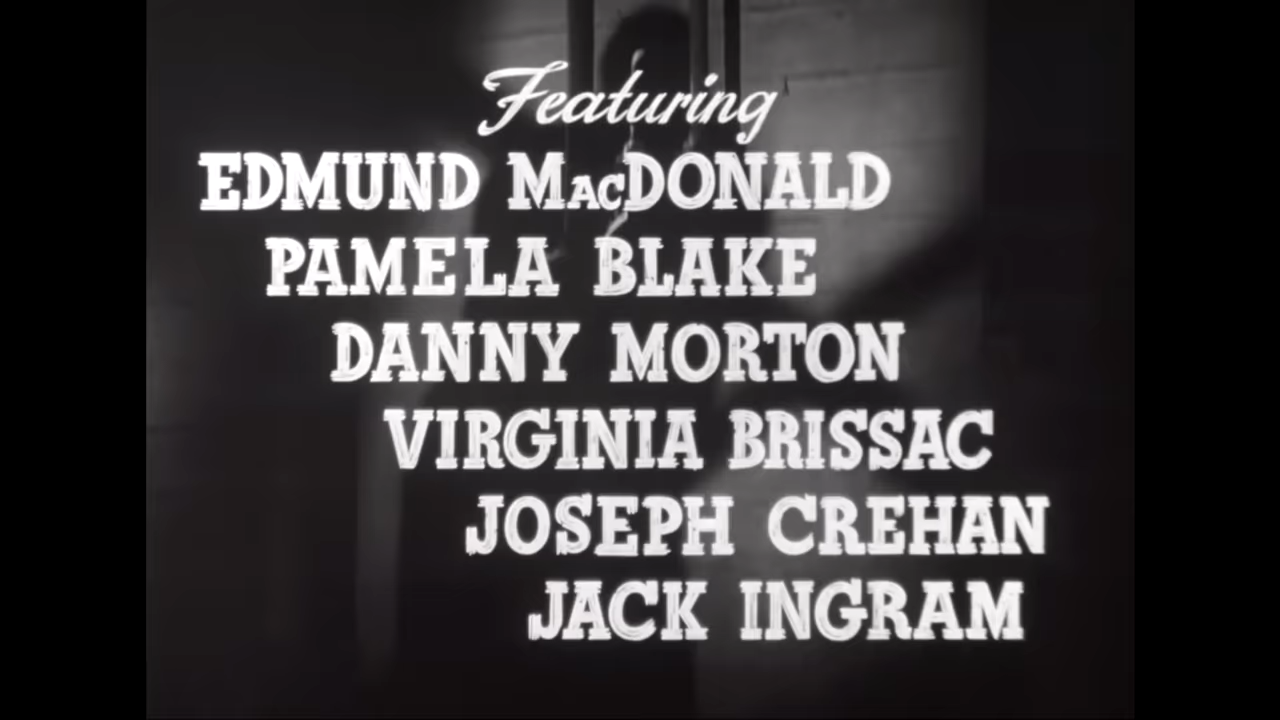 Featuring
EDMUND MacDONALD
PAMELA BLAKE
DANNY MORTON
VIRGINIA BRISSAC
JOSEPH CREHAN
JACK INGRAM